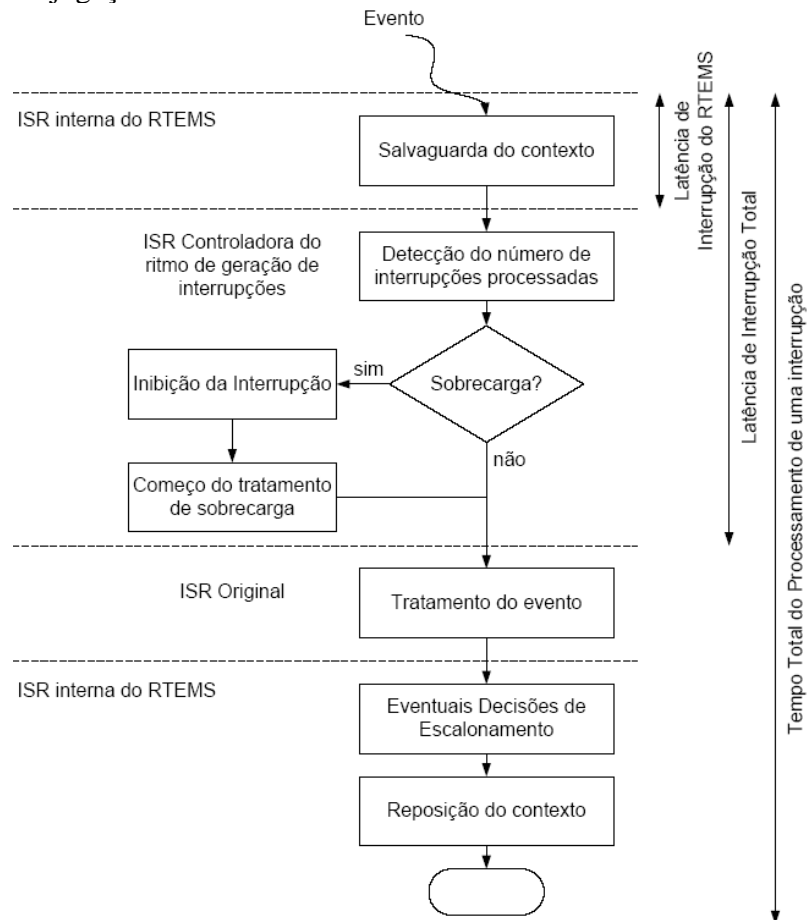 Evento
ISR interna do RTEMS
Salvaguarda do contexto
Latência de
Interrupção do RTEMS
ISR Controladora do
ritmo de geração de
interrupções
Detecção do número de
interrupções processadas
Latência de Interrupção Total
Tempo Total do Processamento de uma interrupção
Sobrecarga?
sim
Inibição da Interrupção
não
Começo do tratamento
de sobrecarga
ISR Original
Tratamento do evento
ISR interna do RTEMS
Eventuais Decisões de
Escalonamento
Reposição do contexto